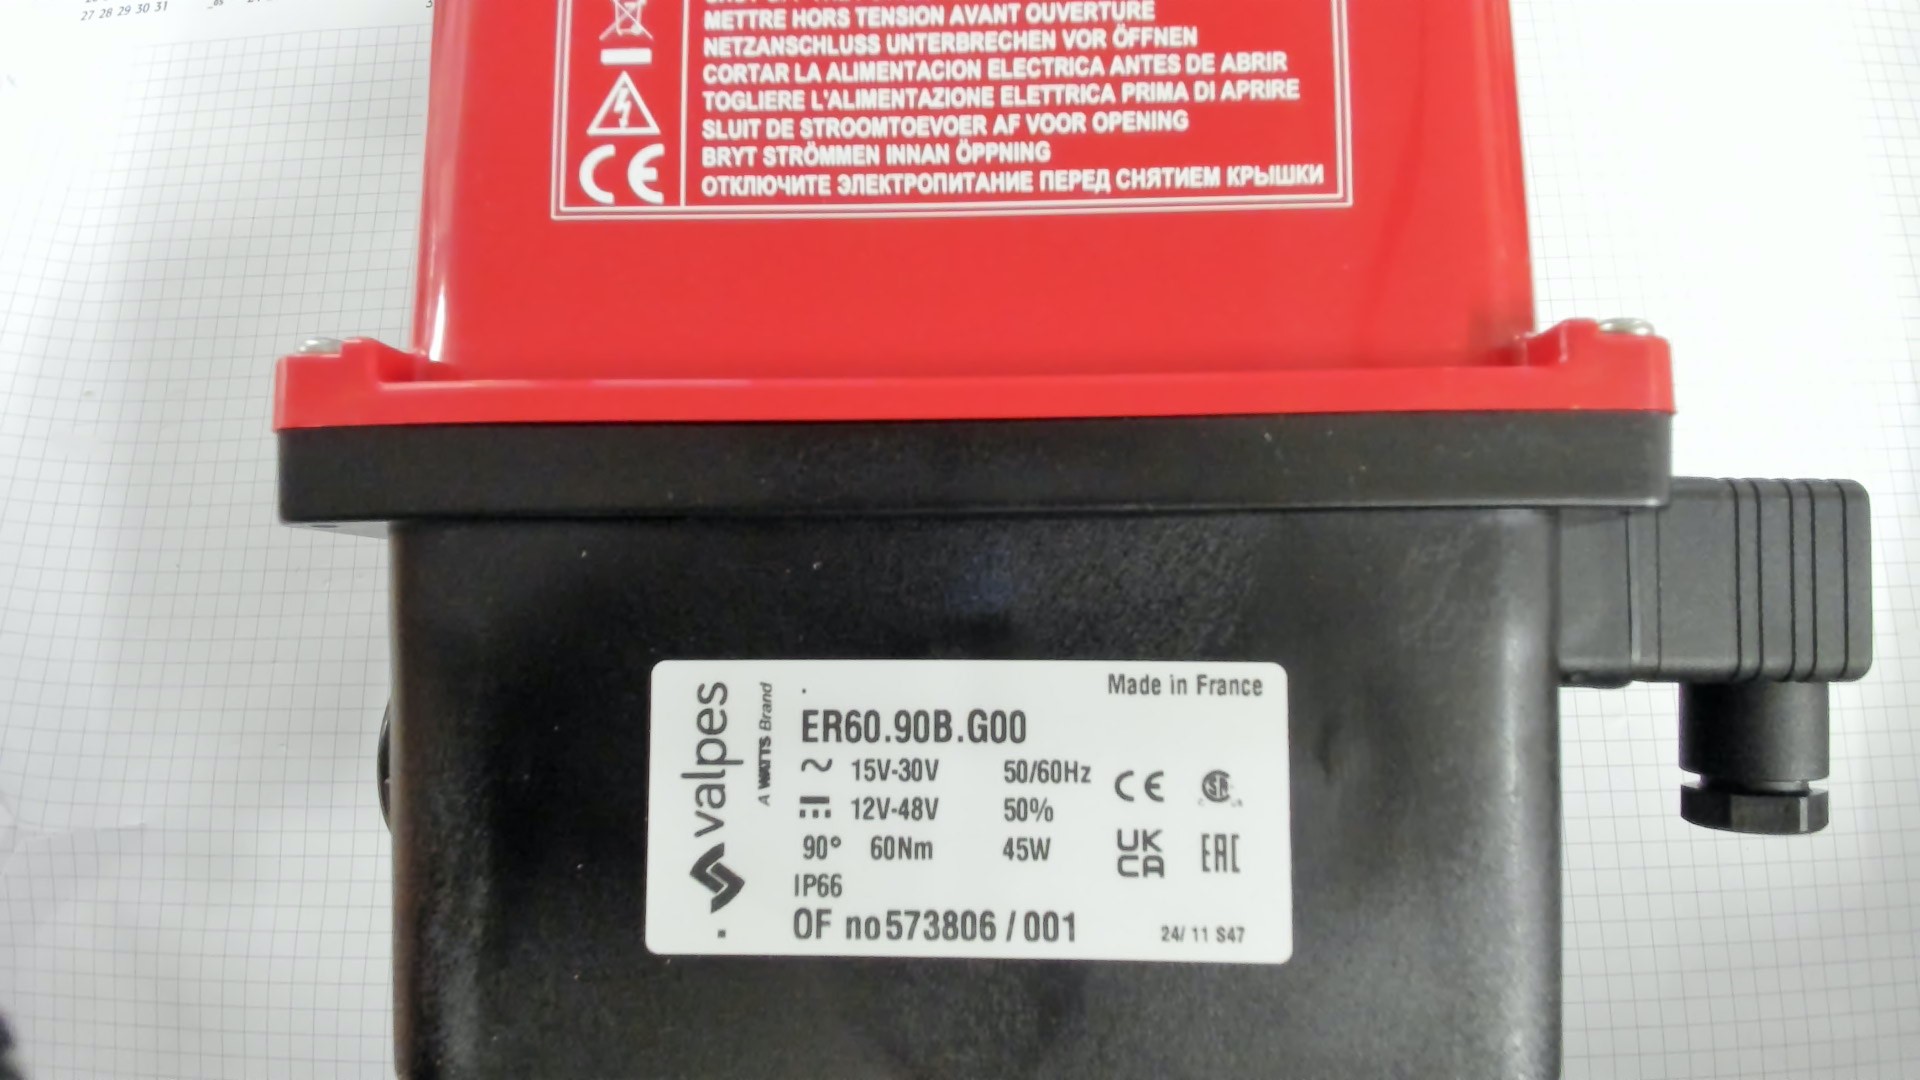 27 28 29 30 31
METTRE HORS TENSION AVANT OUVERTURE
NETZANSCHLUSS UNTERBRECHEN VOR ÖFFNEN
CORTAR LA ALIMENTACION ELECTRICA ANTES DE ABRIR
TOGLIERE L'ALIMENTAZIONE ELETTRICA PRIMA DI APRIRE
SLUIT DE STROOMTOEVOER AF VOOR OPENING
BRYT STRÖMMEN INNAN ÖPPNING
ОТКЛЮЧИТЕ ЭЛЕКТРОПИТАНИЕ ПЕРЕД СНЯТИЕМ КРЫШКИ
CE
valpes
A WATTS Brand
Made in France
ER60.90B.G00
15V-30V 50/60Hz
12V-48V 50%
90° 60Nm 45W
IP66
OF no573806 / 001
CE
UK
CA
EAC
24/ 11 S47